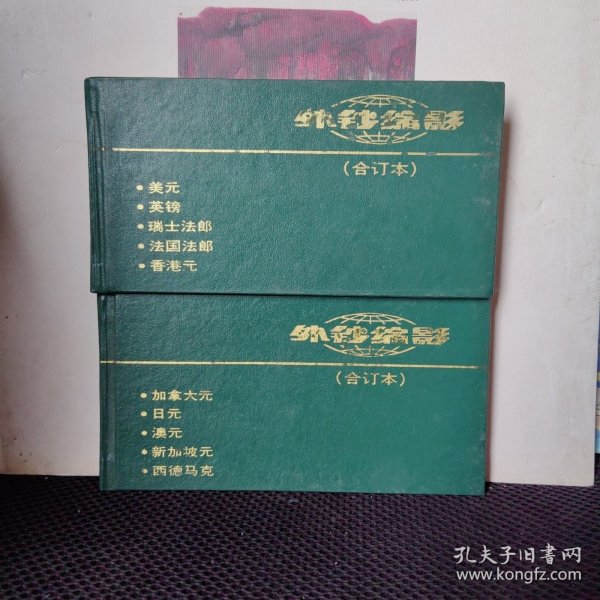 外钞缩影
（合订本）
• 美元
• 英镑
• 瑞士法郎
• 法国法郎
• 香港元
外钞缩影
（合订本）
• 加拿大元
• 日元
• 澳元
• 新加坡元
• 西德马克
孔夫子旧书网
www.kongfz.com